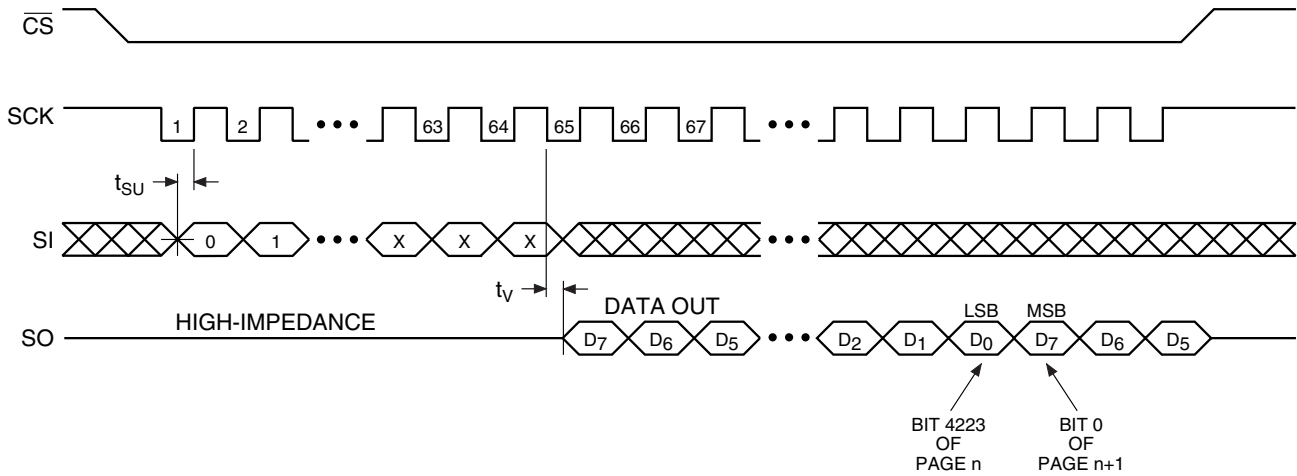 C̅S̅
SCK 1 2 ••• 63 64 65 66 67 •••
tSU
SI 0 1 ••• X X X •••
tV
HIGH-IMPEDANCE DATA OUT LSB MSB
SO D7 D6 D5 ••• D2 D1 D0 D7 D6 D5
BIT 4223
OF
PAGE n
BIT 0
OF
PAGE n+1